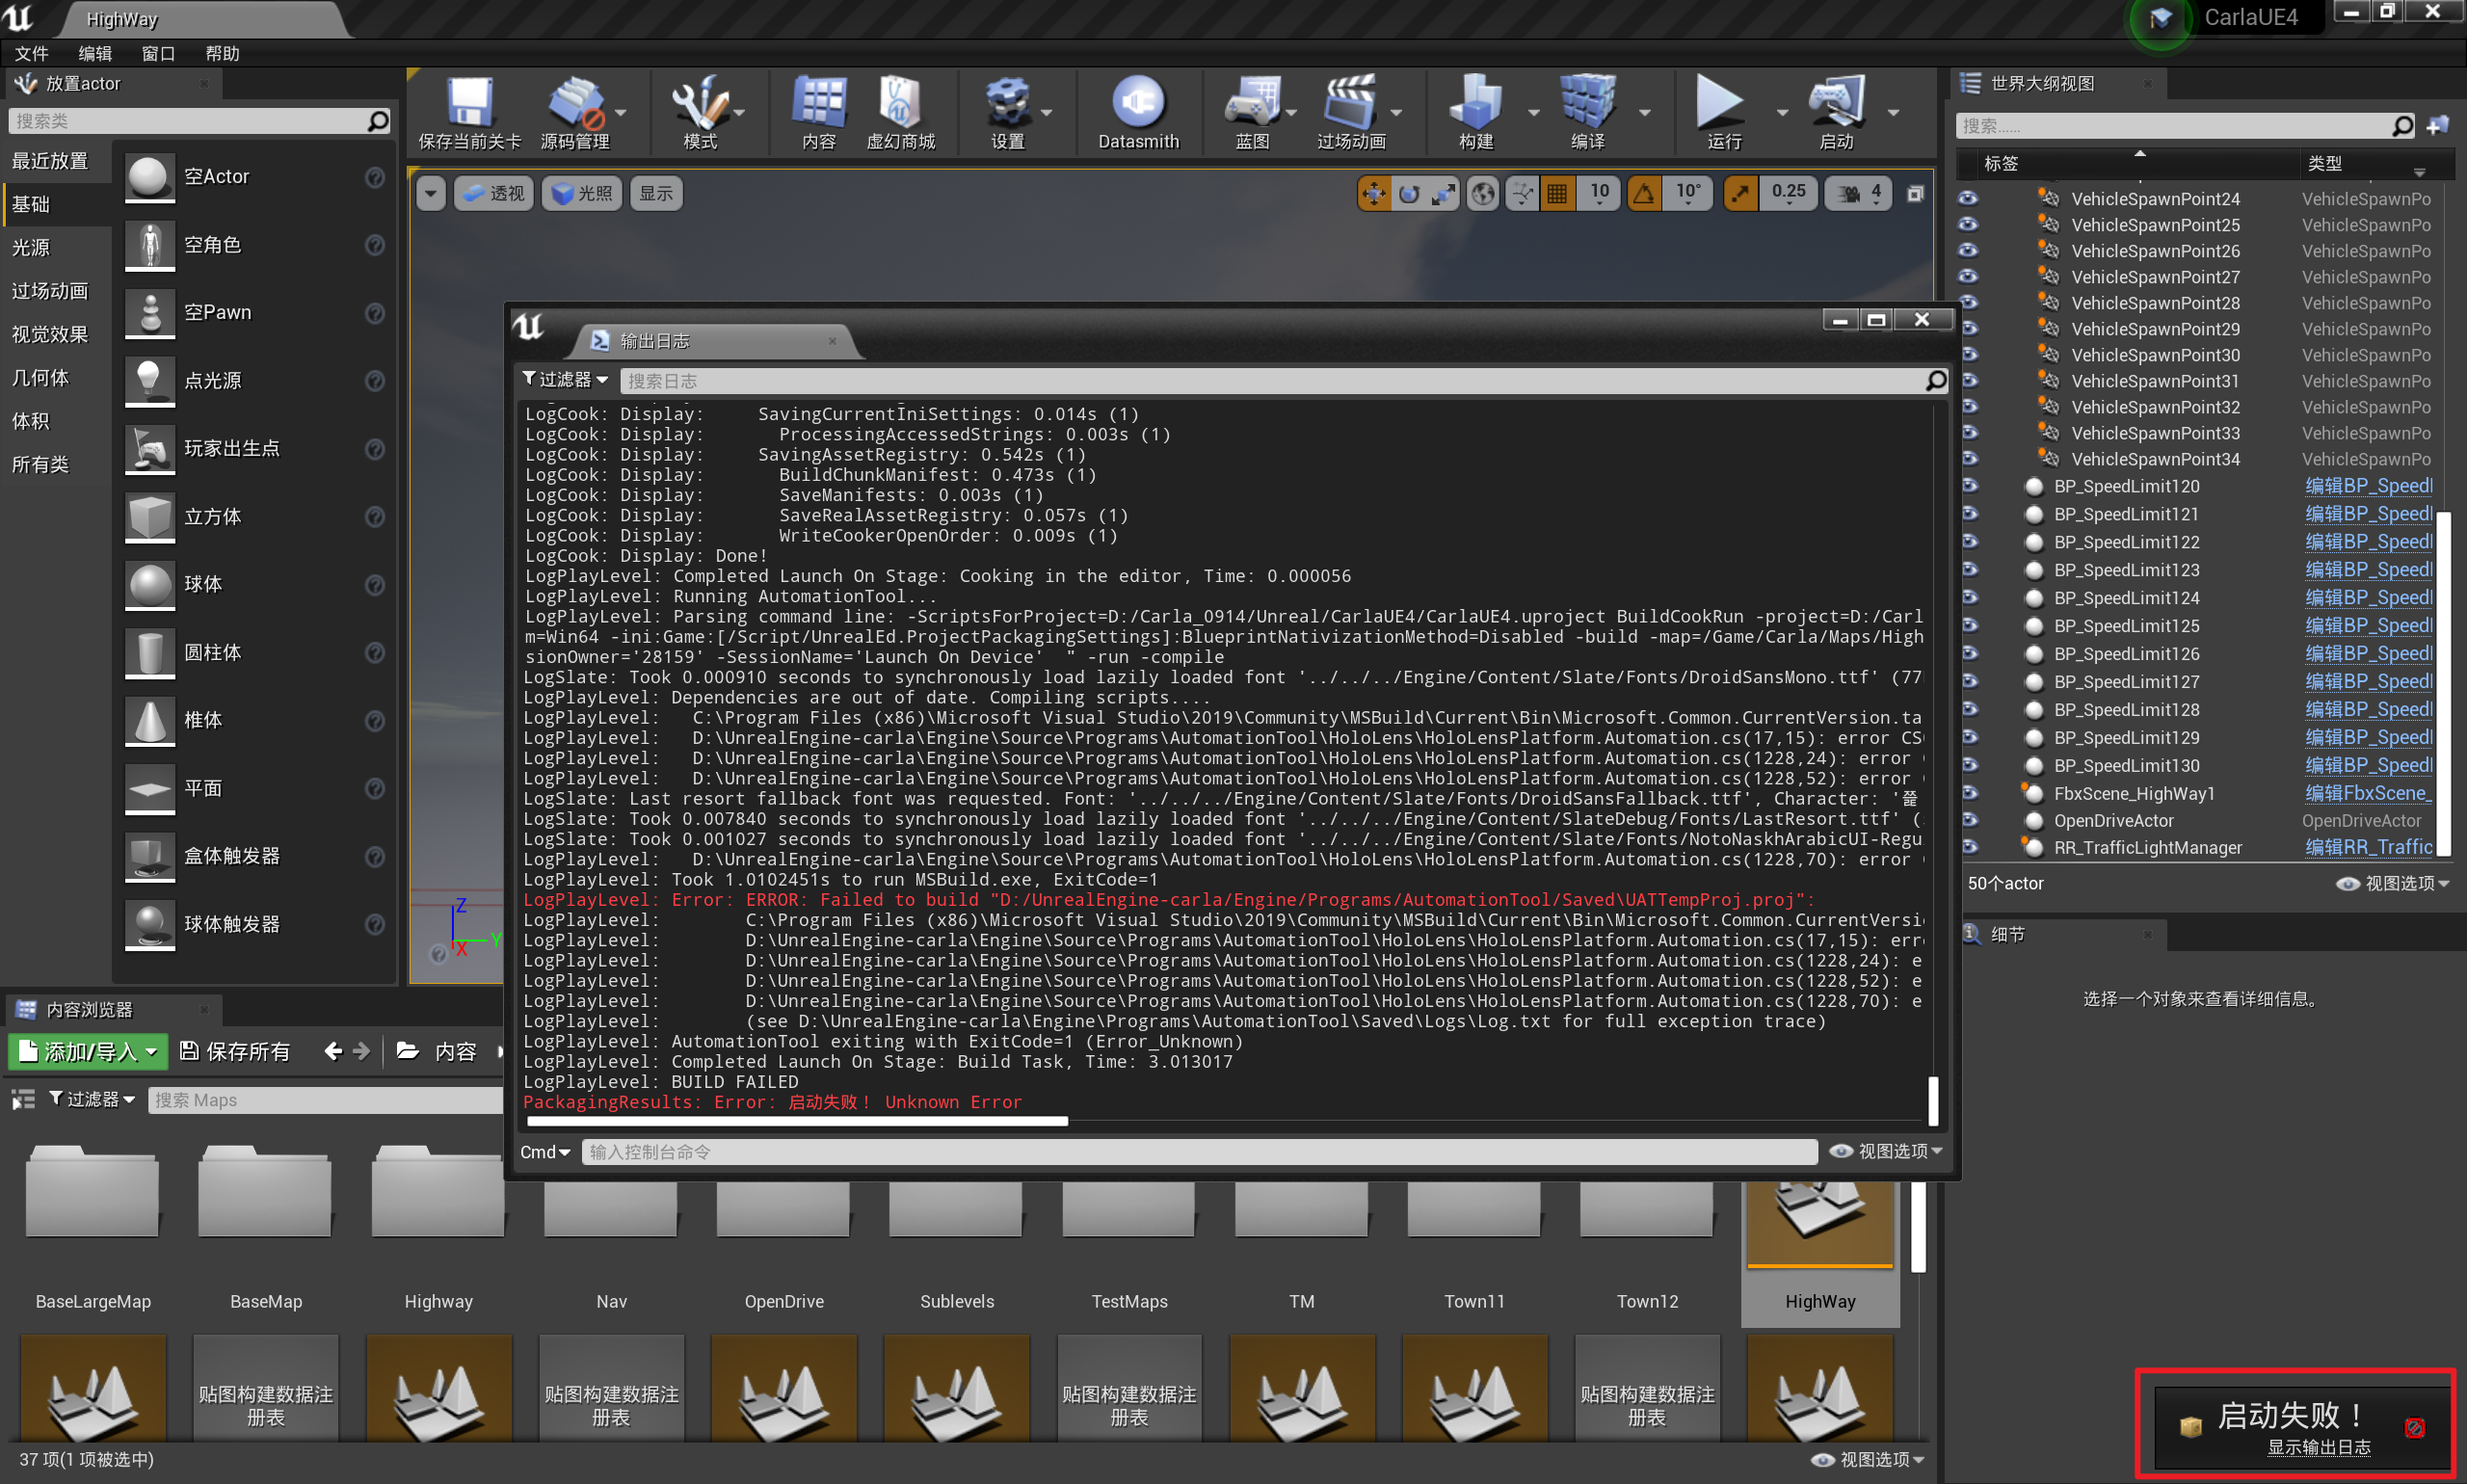 HighWay
CarlaUE4
文件 编辑 窗口 帮助
放置actor
搜索类
最近放置
基础
光源
过场动画
视觉效果
几何体
体积
所有类
空Actor
空角色
空Pawn
点光源
玩家出生点
立方体
球体
圆柱体
椎体
平面
盒体触发器
球体触发器
保存当前关卡 源码管理 模式 内容 虚幻商城 设置 Datasmith 蓝图 过场动画 构建 编译 运行 启动
透视 光照 显示
10 10° 0.25 4
Z
Y
X
输出日志
过滤器 搜索日志
LogCook: Display: SavingCurrentIniSettings: 0.014s (1)
LogCook: Display: ProcessingAccessedStrings: 0.003s (1)
LogCook: Display: SavingAssetRegistry: 0.542s (1)
LogCook: Display: BuildChunkManifest: 0.473s (1)
LogCook: Display: SaveManifests: 0.003s (1)
LogCook: Display: SaveRealAssetRegistry: 0.057s (1)
LogCook: Display: WriteCookerOpenOrder: 0.009s (1)
LogCook: Display: Done!
LogPlayLevel: Completed Launch On Stage: Cooking in the editor, Time: 0.000056
LogPlayLevel: Running AutomationTool...
LogPlayLevel: Parsing command line: -ScriptsForProject=D:/Carla_0914/Unreal/CarlaUE4/CarlaUE4.uproject BuildCookRun -project=D:/Carl
m=Win64 -ini:Game:[/Script/UnrealEd.ProjectPackagingSettings]:BlueprintNativizationMethod=Disabled -build -map=/Game/Carla/Maps/High
sionOwner='28159' -SessionName='Launch On Device' " -run -compile
LogSlate: Took 0.000910 seconds to synchronously load lazily loaded font '../../../Engine/Content/Slate/Fonts/DroidSansMono.ttf' (77
LogPlayLevel: Dependencies are out of date. Compiling scripts....
LogPlayLevel: C:\Program Files (x86)\Microsoft Visual Studio\2019\Community\MSBuild\Current\Bin\Microsoft.Common.CurrentVersion.ta
LogPlayLevel: D:\UnrealEngine-carla\Engine\Source\Programs\AutomationTool\HoloLens\HoloLensPlatform.Automation.cs(17,15): error CS
LogPlayLevel: D:\UnrealEngine-carla\Engine\Source\Programs\AutomationTool\HoloLens\HoloLensPlatform.Automation.cs(1228,24): error
LogPlayLevel: D:\UnrealEngine-carla\Engine\Source\Programs\AutomationTool\HoloLens\HoloLensPlatform.Automation.cs(1228,52): error
LogSlate: Last resort fallback font was requested. Font: '../../../Engine/Content/Slate/Fonts/DroidSansFallback.ttf', Character: '
LogSlate: Took 0.007840 seconds to synchronously load lazily loaded font '../../../Engine/Content/SlateDebug/Fonts/LastResort.ttf' (
LogSlate: Took 0.001027 seconds to synchronously load lazily loaded font '../../../Engine/Content/Slate/Fonts/NotoNaskhArabicUI-Regu
LogPlayLevel: D:\UnrealEngine-carla\Engine\Source\Programs\AutomationTool\HoloLens\HoloLensPlatform.Automation.cs(1228,70): error
LogPlayLevel: Took 1.0102451s to run MSBuild.exe, ExitCode=1
LogPlayLevel: Error: ERROR: Failed to build "D:/UnrealEngine-carla/Engine/Programs/AutomationTool/Saved\UATTempProj.proj":
LogPlayLevel: C:\Program Files (x86)\Microsoft Visual Studio\2019\Community\MSBuild\Current\Bin\Microsoft.Common.CurrentVersi
LogPlayLevel: D:\UnrealEngine-carla\Engine\Source\Programs\AutomationTool\HoloLens\HoloLensPlatform.Automation.cs(17,15): err
LogPlayLevel: D:\UnrealEngine-carla\Engine\Source\Programs\AutomationTool\HoloLens\HoloLensPlatform.Automation.cs(1228,24): e
LogPlayLevel: D:\UnrealEngine-carla\Engine\Source\Programs\AutomationTool\HoloLens\HoloLensPlatform.Automation.cs(1228,52): e
LogPlayLevel: D:\UnrealEngine-carla\Engine\Source\Programs\AutomationTool\HoloLens\HoloLensPlatform.Automation.cs(1228,70): e
LogPlayLevel: (see D:\UnrealEngine-carla\Engine\Programs\AutomationTool\Saved\Logs\Log.txt for full exception trace)
LogPlayLevel: AutomationTool exiting with ExitCode=1 (Error_Unknown)
LogPlayLevel: Completed Launch On Stage: Build Task, Time: 3.013017
LogPlayLevel: BUILD FAILED
PackagingResults: Error: 启动失败！ Unknown Error
Cmd 输入控制台命令 视图选项
世界大纲视图
搜索......
标签 类型
VehicleSpawnPoint24 VehicleSpawnPo
VehicleSpawnPoint25 VehicleSpawnPo
VehicleSpawnPoint26 VehicleSpawnPo
VehicleSpawnPoint27 VehicleSpawnPo
VehicleSpawnPoint28 VehicleSpawnPo
VehicleSpawnPoint29 VehicleSpawnPo
VehicleSpawnPoint30 VehicleSpawnPo
VehicleSpawnPoint31 VehicleSpawnPo
VehicleSpawnPoint32 VehicleSpawnPo
VehicleSpawnPoint33 VehicleSpawnPo
VehicleSpawnPoint34 VehicleSpawnPo
BP_SpeedLimit120 编辑BP_Speedl
BP_SpeedLimit121 编辑BP_Speedl
BP_SpeedLimit122 编辑BP_Speedl
BP_SpeedLimit123 编辑BP_Speedl
BP_SpeedLimit124 编辑BP_Speedl
BP_SpeedLimit125 编辑BP_Speedl
BP_SpeedLimit126 编辑BP_Speedl
BP_SpeedLimit127 编辑BP_Speedl
BP_SpeedLimit128 编辑BP_Speedl
BP_SpeedLimit129 编辑BP_Speedl
BP_SpeedLimit130 编辑BP_Speedl
FbxScene_HighWay1 编辑FbxScene_
OpenDriveActor OpenDriveActor
RR_TrafficLightManager 编辑RR_Traffic
50个actor 视图选项
细节
选择一个对象来查看详细信息。
内容浏览器
添加/导入 保存所有 内容
过滤器 搜索 Maps
BaseLargeMap BaseMap Highway Nav OpenDrive Sublevels TestMaps TM Town11 Town12 HighWay
贴图构建数据注册表 贴图构建数据注册表 贴图构建数据注册表 贴图构建数据注册表
37 项(1 项被选中) 视图选项
启动失败！
显示输出日志